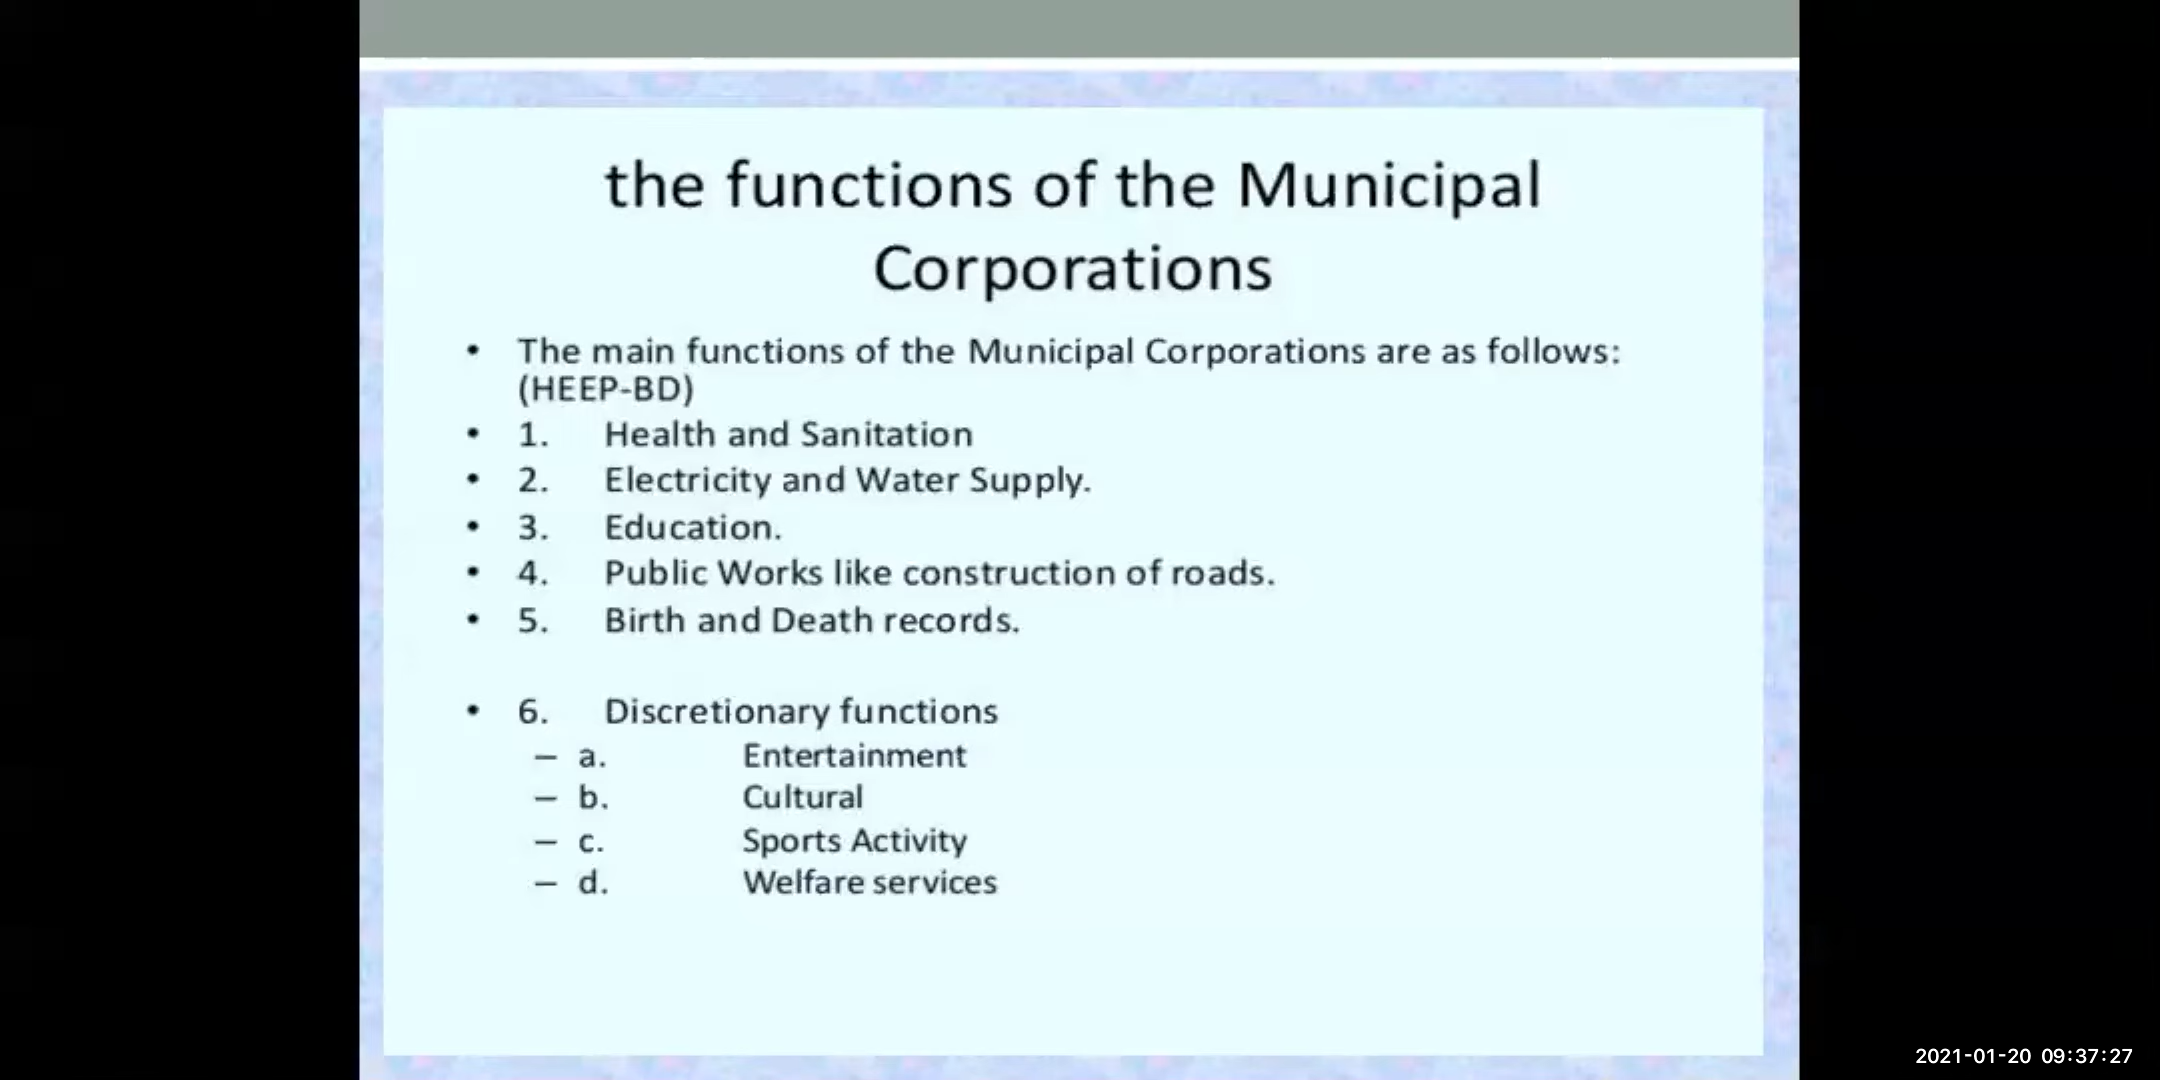 the functions of the Municipal
Corporations
• The main functions of the Municipal Corporations are as follows:
(HEEP-BD)
• 1. Health and Sanitation
• 2. Electricity and Water Supply.
• 3. Education.
• 4. Public Works like construction of roads.
• 5. Birth and Death records.
• 6. Discretionary functions
– a. Entertainment
– b. Cultural
– c. Sports Activity
– d. Welfare services
2021-01-20 09:37:27